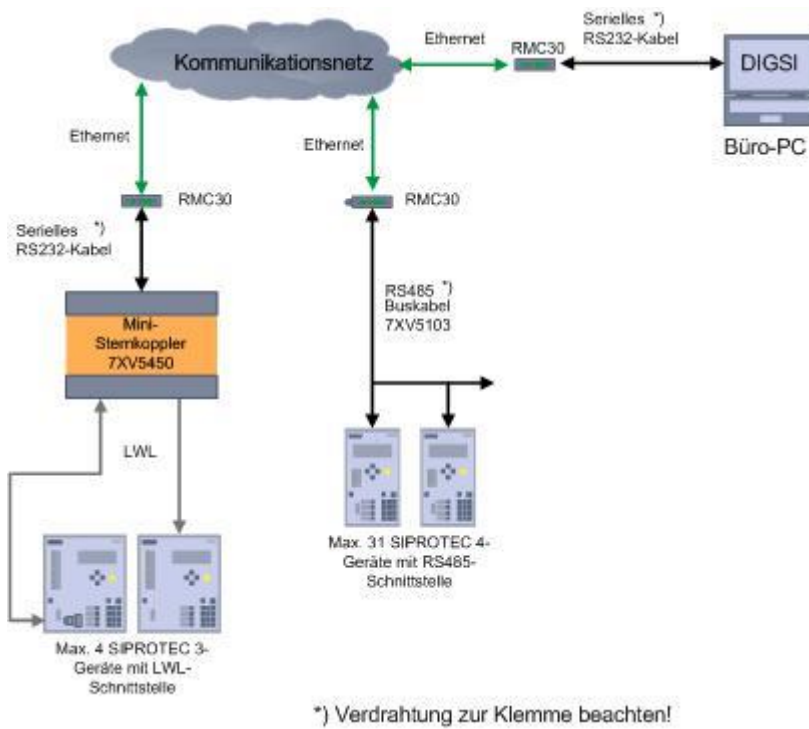 Kommunikationsnetz
Ethernet
RMC30
Serielles *)
RS232-Kabel
DIGSI
Büro-PC
Ethernet
Ethernet
RMC30
RMC30
Serielles *)
RS232-Kabel
RS485 *)
Buskabel
7XV5103
Mini-
Sternkoppler
7XV5450
LWL
Max. 31 SIPROTEC 4-
Geräte mit RS485-
Schnittstelle
Max. 4 SIPROTEC 3-
Geräte mit LWL-
Schnittstelle
*) Verdrahtung zur Klemme beachten!